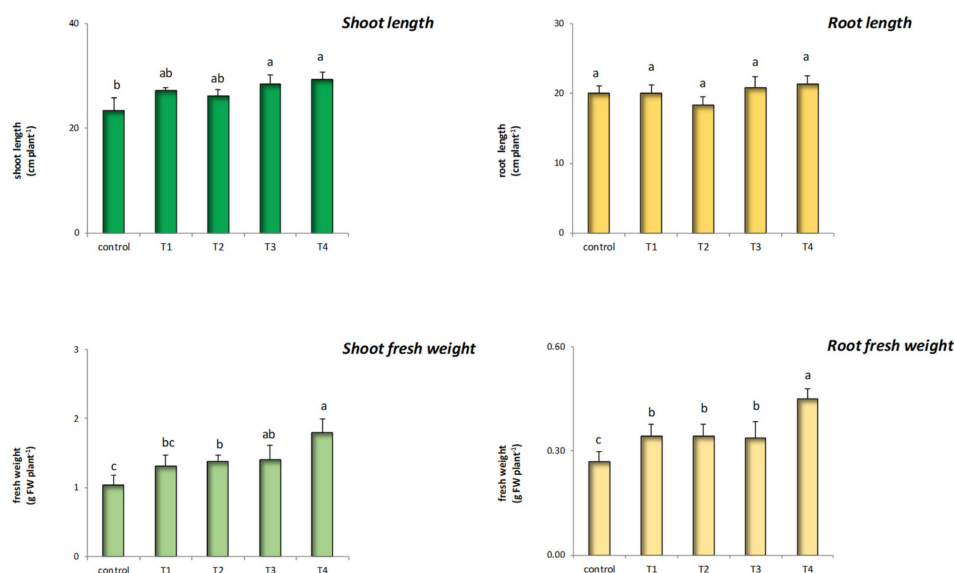 Shoot length
40
20
0
shoot length
(cm plant⁻¹)
b
ab
ab
a
a
control
T1
T2
T3
T4
Root length
30
20
10
0
root length
(cm plant⁻¹)
a
a
a
a
a
control
T1
T2
T3
T4
Shoot fresh weight
3
2
1
0
fresh weight
(g FW plant⁻¹)
c
bc
b
ab
a
control
T1
T2
T3
T4
Root fresh weight
0.60
0.30
0.00
fresh weight
(g FW plant⁻¹)
c
b
b
b
a
control
T1
T2
T3
T4